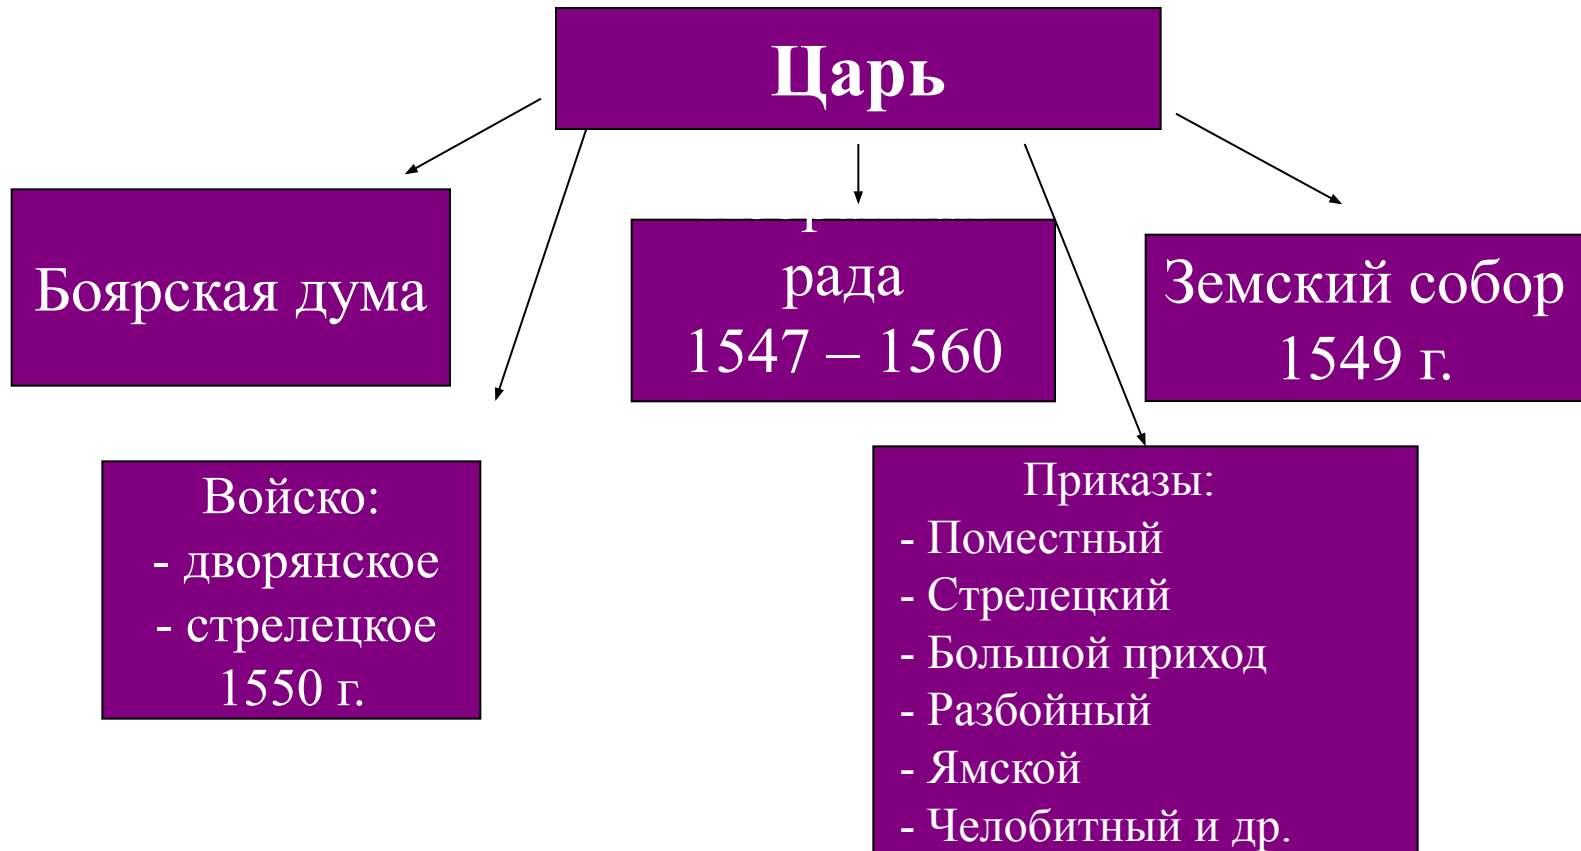 Царь
Боярская дума
рада
1547 – 1560
Земский собор
1549 г.
Войско:
- дворянское
- стрелецкое
1550 г.
Приказы:
- Поместный
- Стрелецкий
- Большой приход
- Разбойный
- Ямской
- Челобитный и др.